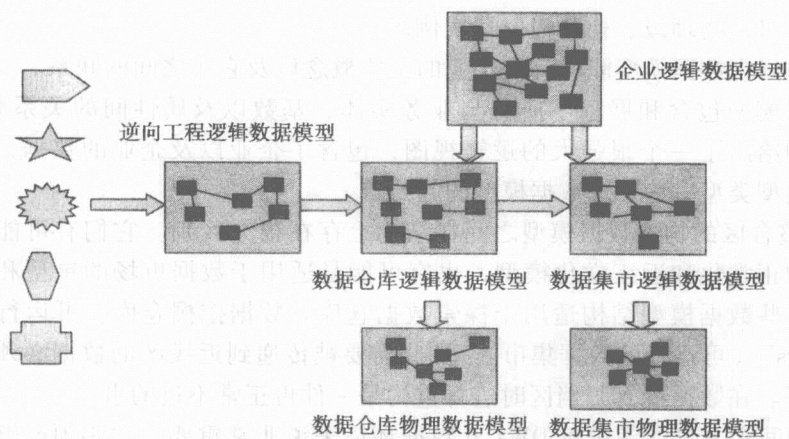 企业逻辑数据模型
逆向工程逻辑数据模型
数据仓库逻辑数据模型
数据集市逻辑数据模型
数据仓库物理数据模型
数据集市物理数据模型